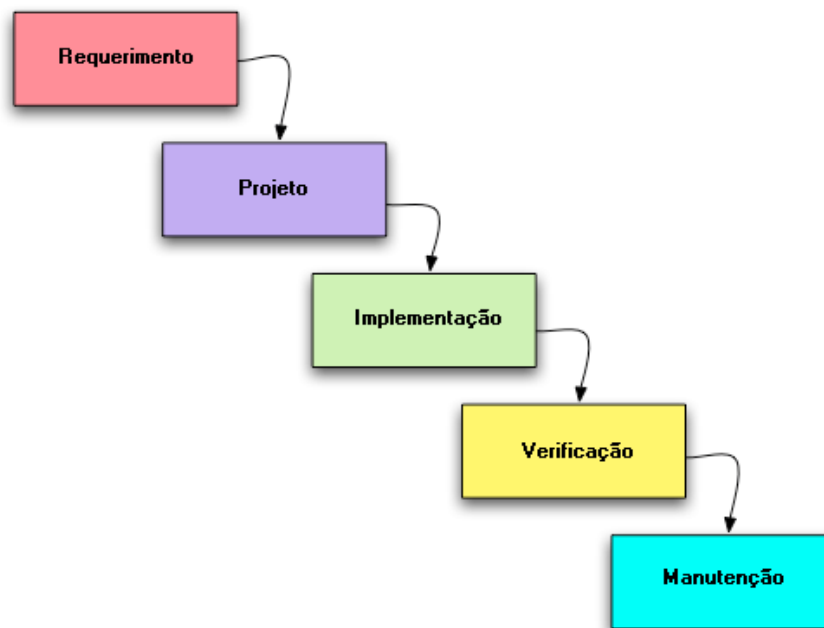 Requerimento
Projeto
Implementação
Verificação
Manutenção